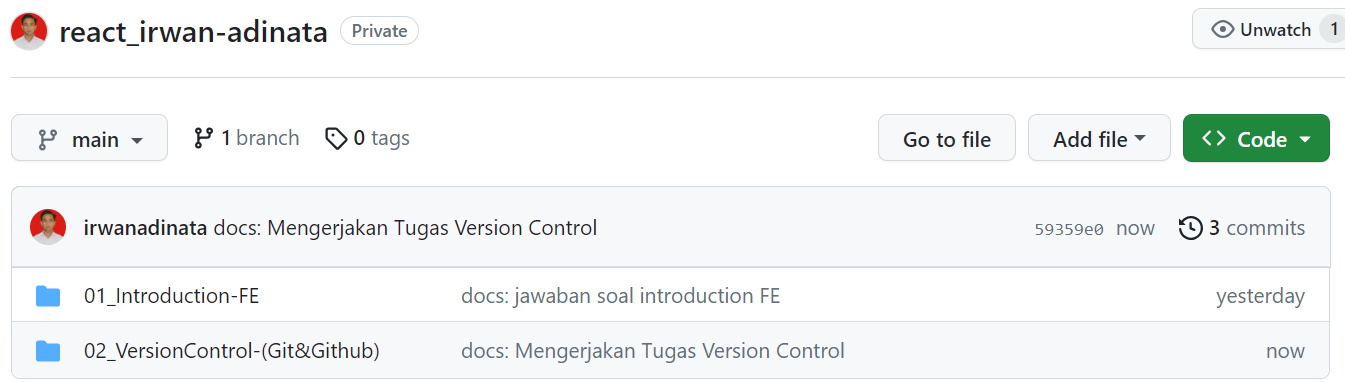 react_irwan-adinata Private Unwatch 1
main 1 branch 0 tags Go to file Add file Code
irwanadinata docs: Mengerjakan Tugas Version Control 59359e0 now 3 commits
01_Introduction-FE docs: jawaban soal introduction FE yesterday
02_VersionControl-(Git&Github) docs: Mengerjakan Tugas Version Control now